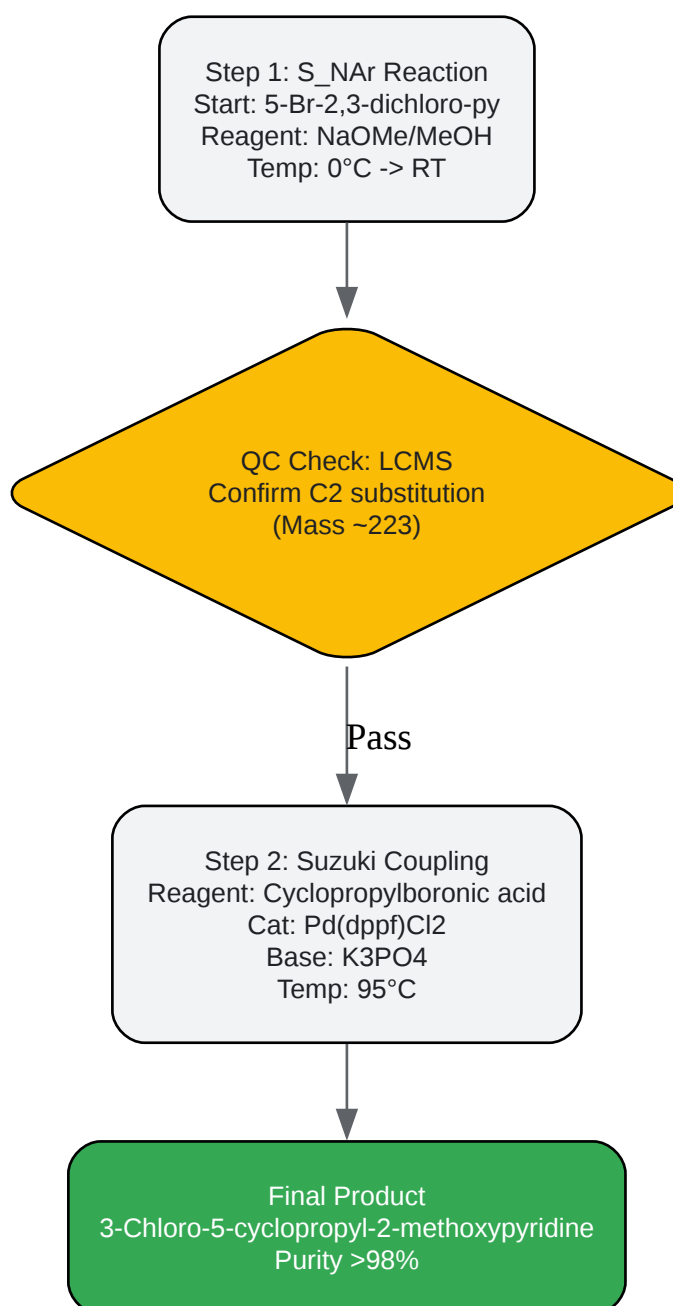 Step 1: S_NAr Reaction
Start: 5-Br-2,3-dichloro-py
Reagent: NaOMe/MeOH
Temp: 0°C -> RT
QC Check: LCMS
Confirm C2 substitution
(Mass ~223)
Pass
Step 2: Suzuki Coupling
Reagent: Cyclopropylboronic acid
Cat: Pd(dppf)Cl2
Base: K3PO4
Temp: 95°C
Final Product
3-Chloro-5-cyclopropyl-2-methoxypyridine
Purity >98%